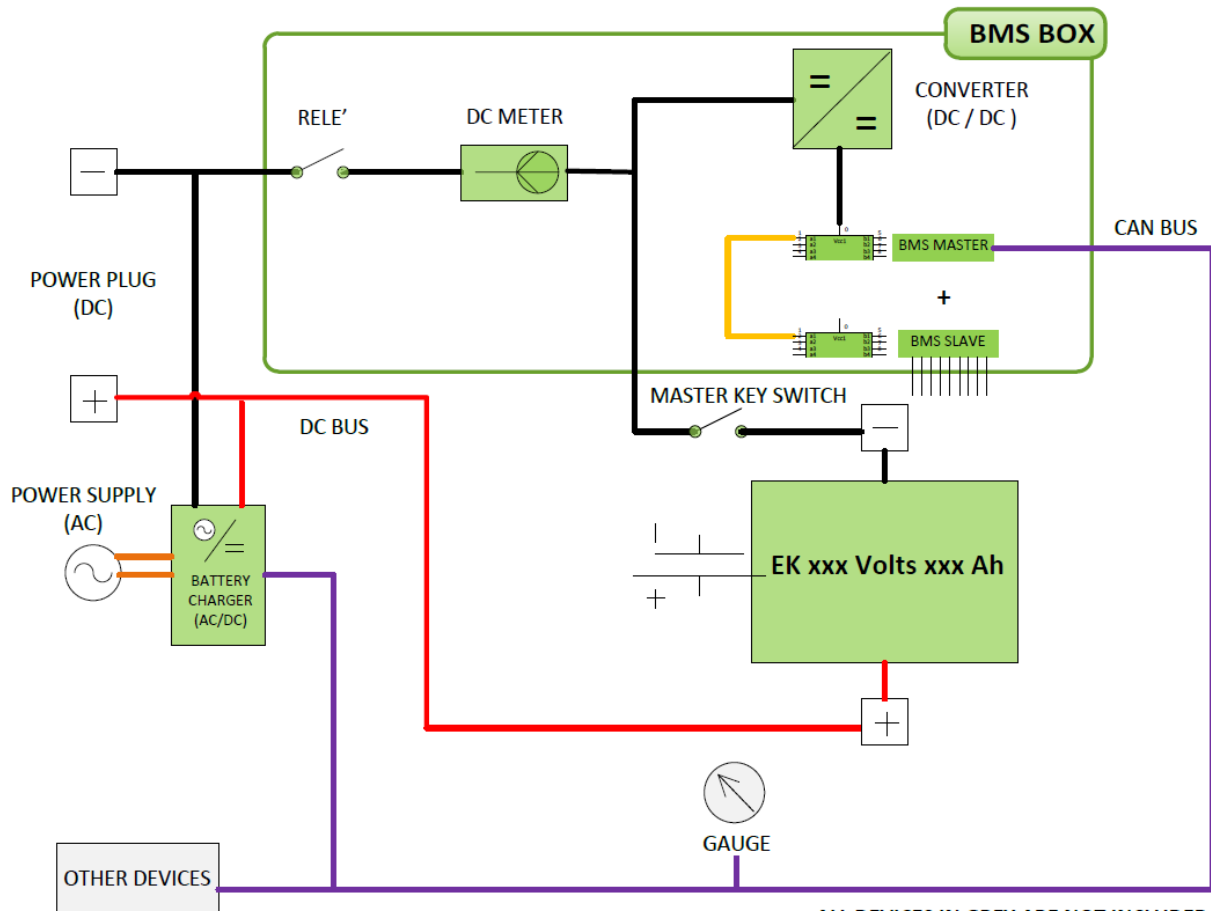 BMS BOX
CONVERTER
(DC / DC )
RELE’
DC METER
CAN BUS
BMS MASTER
+
BMS SLAVE
POWER PLUG
(DC)
MASTER KEY SWITCH
DC BUS
POWER SUPPLY
(AC)
BATTERY
CHARGER
(AC/DC)
EK xxx Volts xxx Ah
GAUGE
OTHER DEVICES